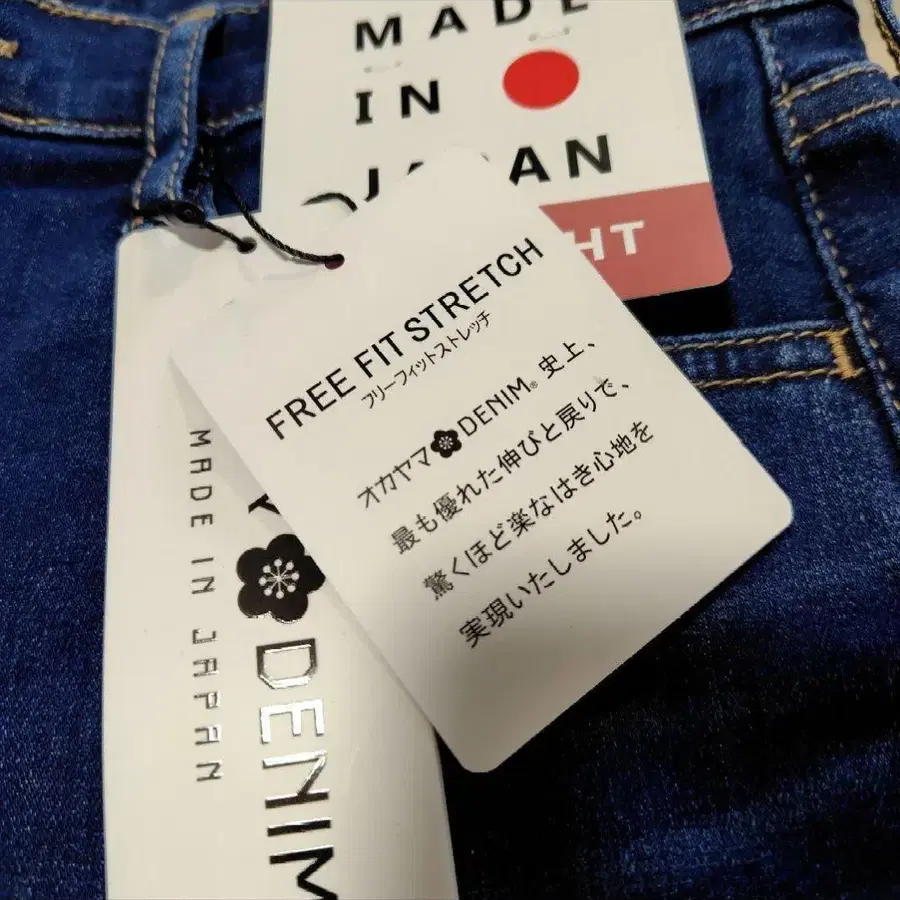 MADE
IN
JAPAN
HT
FREE FIT STRETCH
フリーフィットストレッチ
オカヤマ DENIM® 史上、
最も優れた伸びと戻りで、
驚くほど楽なはき心地を
実現いたしました。
MADE IN JAPAN
DENIM